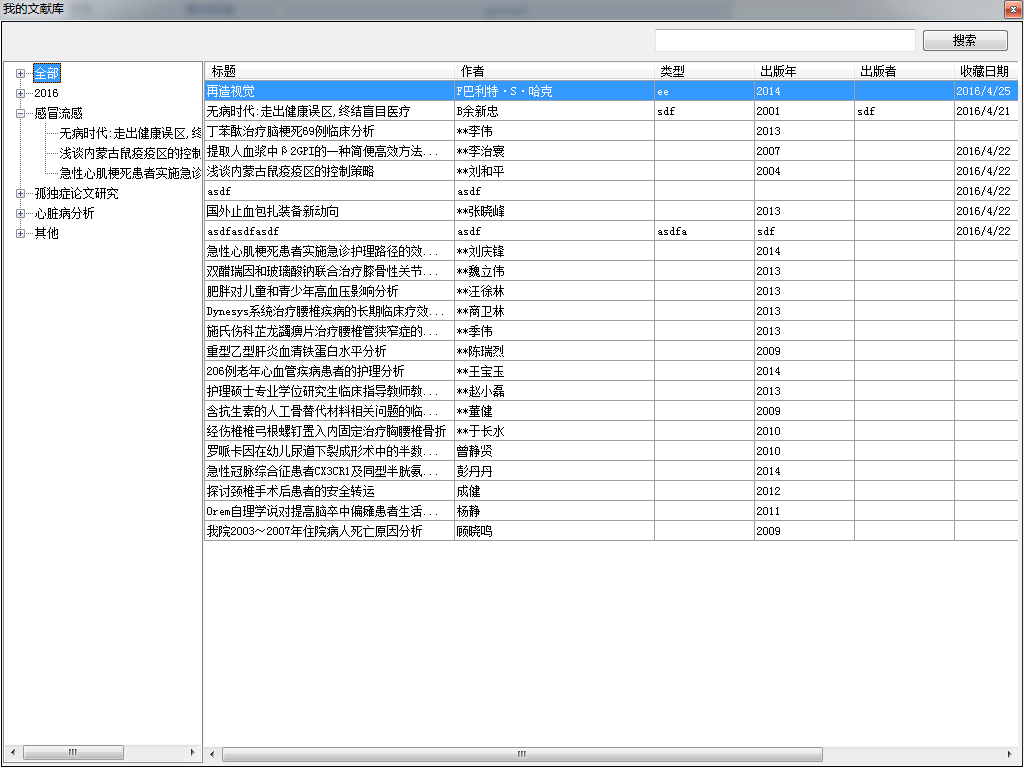 我的文献库
搜索
全部
2016
感冒流感
无病时代:走出健康误区,终
浅谈内蒙古鼠疫疫区的控制
急性心肌梗死患者实施急诊
孤独症论文研究
心脏病分析
其他
标题 作者 类型 出版年 出版者 收藏日期
再造视觉 F巴利特·S·哈克 ee 2014 2016/4/25
无病时代:走出健康误区,终结盲目医疗 B余新忠 sdf 2001 sdf 2016/4/21
丁苯酞治疗脑梗死69例临床分析 **李伟 2013
提取人血浆中β2GPI的一种简便高效方法... **李治寰 2007 2016/4/22
浅谈内蒙古鼠疫疫区的控制策略 **刘和平 2004 2016/4/22
asdf asdf 2016/4/22
国外止血包扎装备新动向 **张晓峰 2013 2016/4/22
asdfasdfasdf asdf asdfa sdf 2016/4/22
急性心肌梗死患者实施急诊护理路径的效... **刘庆锋 2014
双醋瑞因和玻璃酸钠联合治疗膝骨性关节... **魏立伟 2013
肥胖对儿童和青少年高血压影响分析 **汪徐林 2013
Dynesys系统治疗腰椎疾病的长期临床疗效... **商卫林 2013
施氏伤科芷龙蠲痹片治疗腰椎管狭窄症的... **季伟 2013
重型乙型肝炎血清铁蛋白水平分析 **陈瑞烈 2009
206例老年心血管疾病患者的护理分析 **王宝玉 2014
护理硕士专业学位研究生临床指导教师教... **赵小磊 2013
含抗生素的人工骨替代材料相关问题的临... **董健 2009
经伤椎椎弓根螺钉置入内固定治疗胸腰椎骨折 **于长水 2010
罗哌卡因在幼儿尿道下裂成形术中的半数... 曾静贤 2010
急性冠脉综合征患者CX3CR1及同型半胱氨... 彭丹丹 2014
探讨颈椎手术后患者的安全转运 成健 2012
Orem自理学说对提高脑卒中偏瘫患者生活... 杨静 2011
我院2003～2007年住院病人死亡原因分析 顾晓鸣 2009